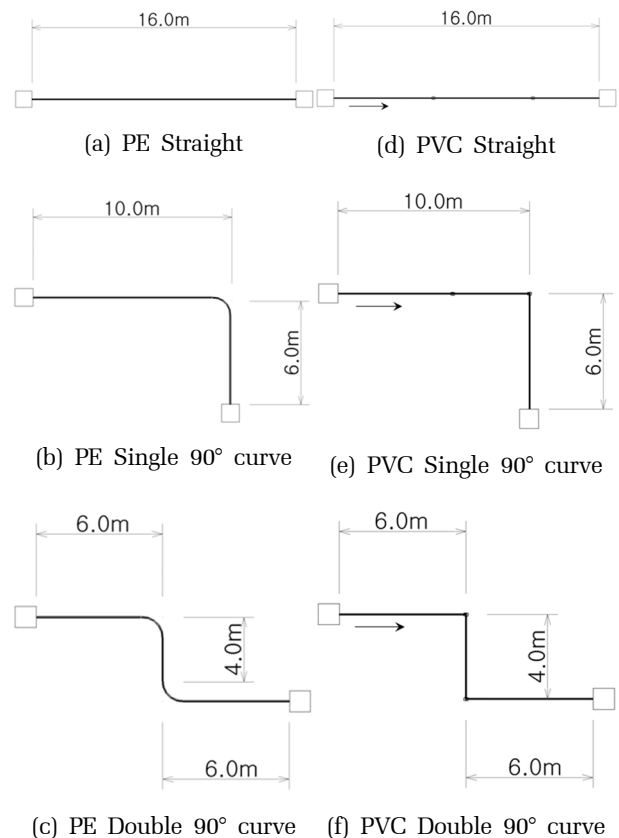 16.0m
16.0m
(a) PE Straight
(d) PVC Straight
10.0m
10.0m
6.0m
6.0m
(b) PE Single 90° curve
(e) PVC Single 90° curve
6.0m
6.0m
4.0m
4.0m
6.0m
6.0m
(c) PE Double 90° curve
(f) PVC Double 90° curve